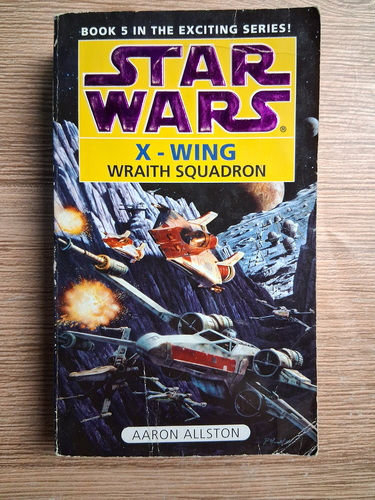 BOOK 5 IN THE EXCITING SERIES!
STAR
WARS®
X - WING
WRAITH SQUADRON
AARON ALLSTON